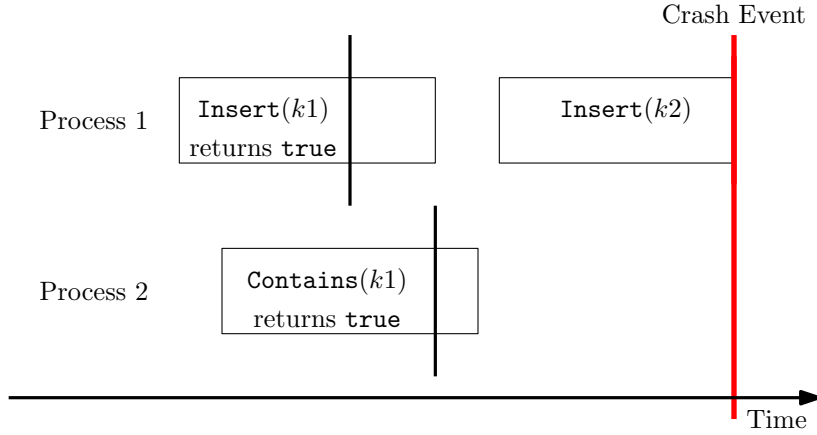 Crash Event
Process 1
Insert(k1)
returns true
Insert(k2)
Process 2
Contains(k1)
returns true
Time